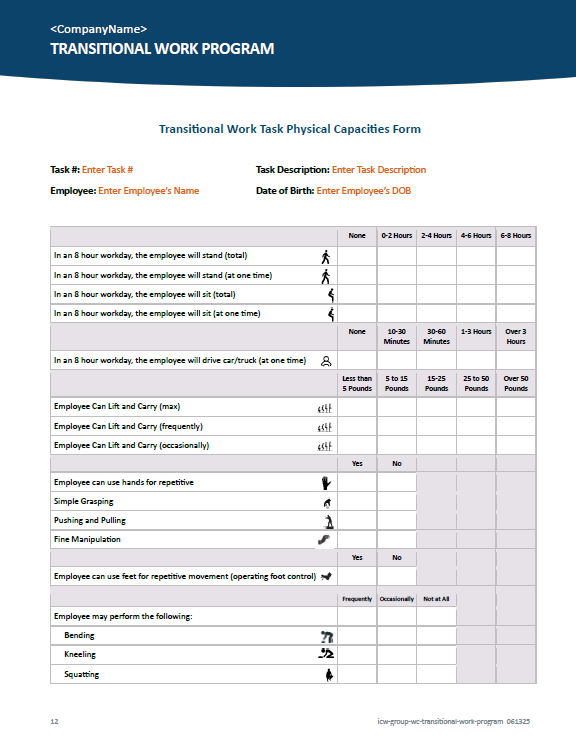 <CompanyName>
TRANSITIONAL WORK PROGRAM
Transitional Work Task Physical Capacities Form
Task #: Enter Task # Task Description: Enter Task Description
Employee: Enter Employee's Name Date of Birth: Enter Employee's DOB
None 0-2 Hours 2-4 Hours 4-6 Hours 6-8 Hours
In an 8 hour workday, the employee will stand (total)
In an 8 hour workday, the employee will stand (at one time)
In an 8 hour workday, the employee will sit (total)
In an 8 hour workday, the employee will sit (at one time)
None 10-30 30-60 1-3 Hours Over 3
Minutes Minutes Hours
In an 8 hour workday, the employee will drive car/truck (at one time)
Less than 5 to 15 15-25 25 to 50 Over 50
5 Pounds Pounds Pounds Pounds Pounds
Employee Can Lift and Carry (max)
Employee Can Lift and Carry (frequently)
Employee Can Lift and Carry (occasionally)
Yes No
Employee can use hands for repetitive
Simple Grasping
Pushing and Pulling
Fine Manipulation
Yes No
Employee can use feet for repetitive movement (operating foot control)
Frequently Occasionally Not at All
Employee may perform the following:
Bending
Kneeling
Squatting
12 icw-group-wc-transitional-work-program 061325